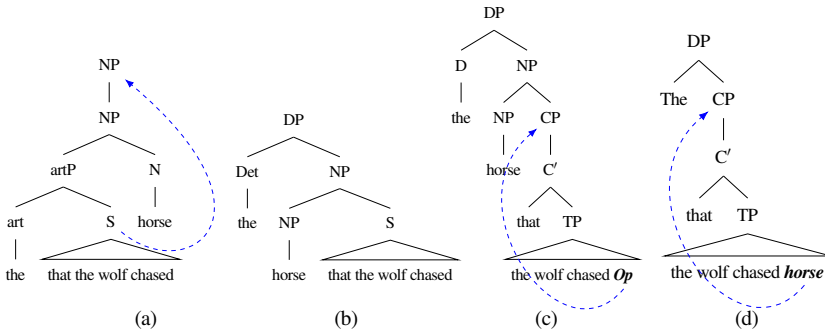 NP
NP
artP N
art S horse
the that the wolf chased
(a)
DP
Det NP
the NP S
horse that the wolf chased
(b)
DP
D NP
the NP CP
horse C′
that TP
the wolf chased Op
(c)
DP
The CP
C′
that TP
the wolf chased horse
(d)